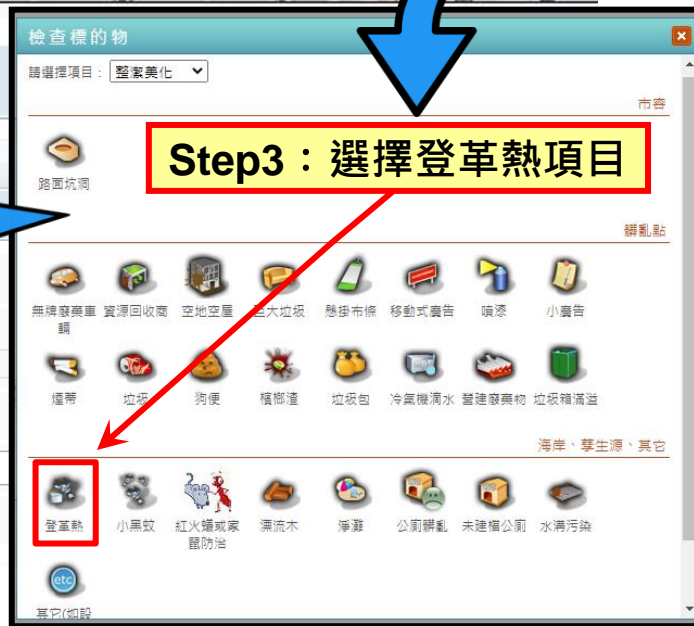 檢查標的物
請選擇項目： 整潔美化
市容
Step3：選擇登革熱項目
路面坑洞
髒亂點
無牌廢棄車輛 資源回收商 空地空屋 巨大垃圾 懸掛布條 移動式廣告 噴漆 小廣告
煙蒂 垃圾 狗便 檳榔渣 垃圾包 冷氣機滴水 營建廢棄物 垃圾箱滿溢
海岸、孳生源、其它
登革熱 小黑蚊 紅火蟻或家鼠防治 漂流木 淨灘 公廁髒亂 未建檔公廁 水溝污染
etc
其它(如設